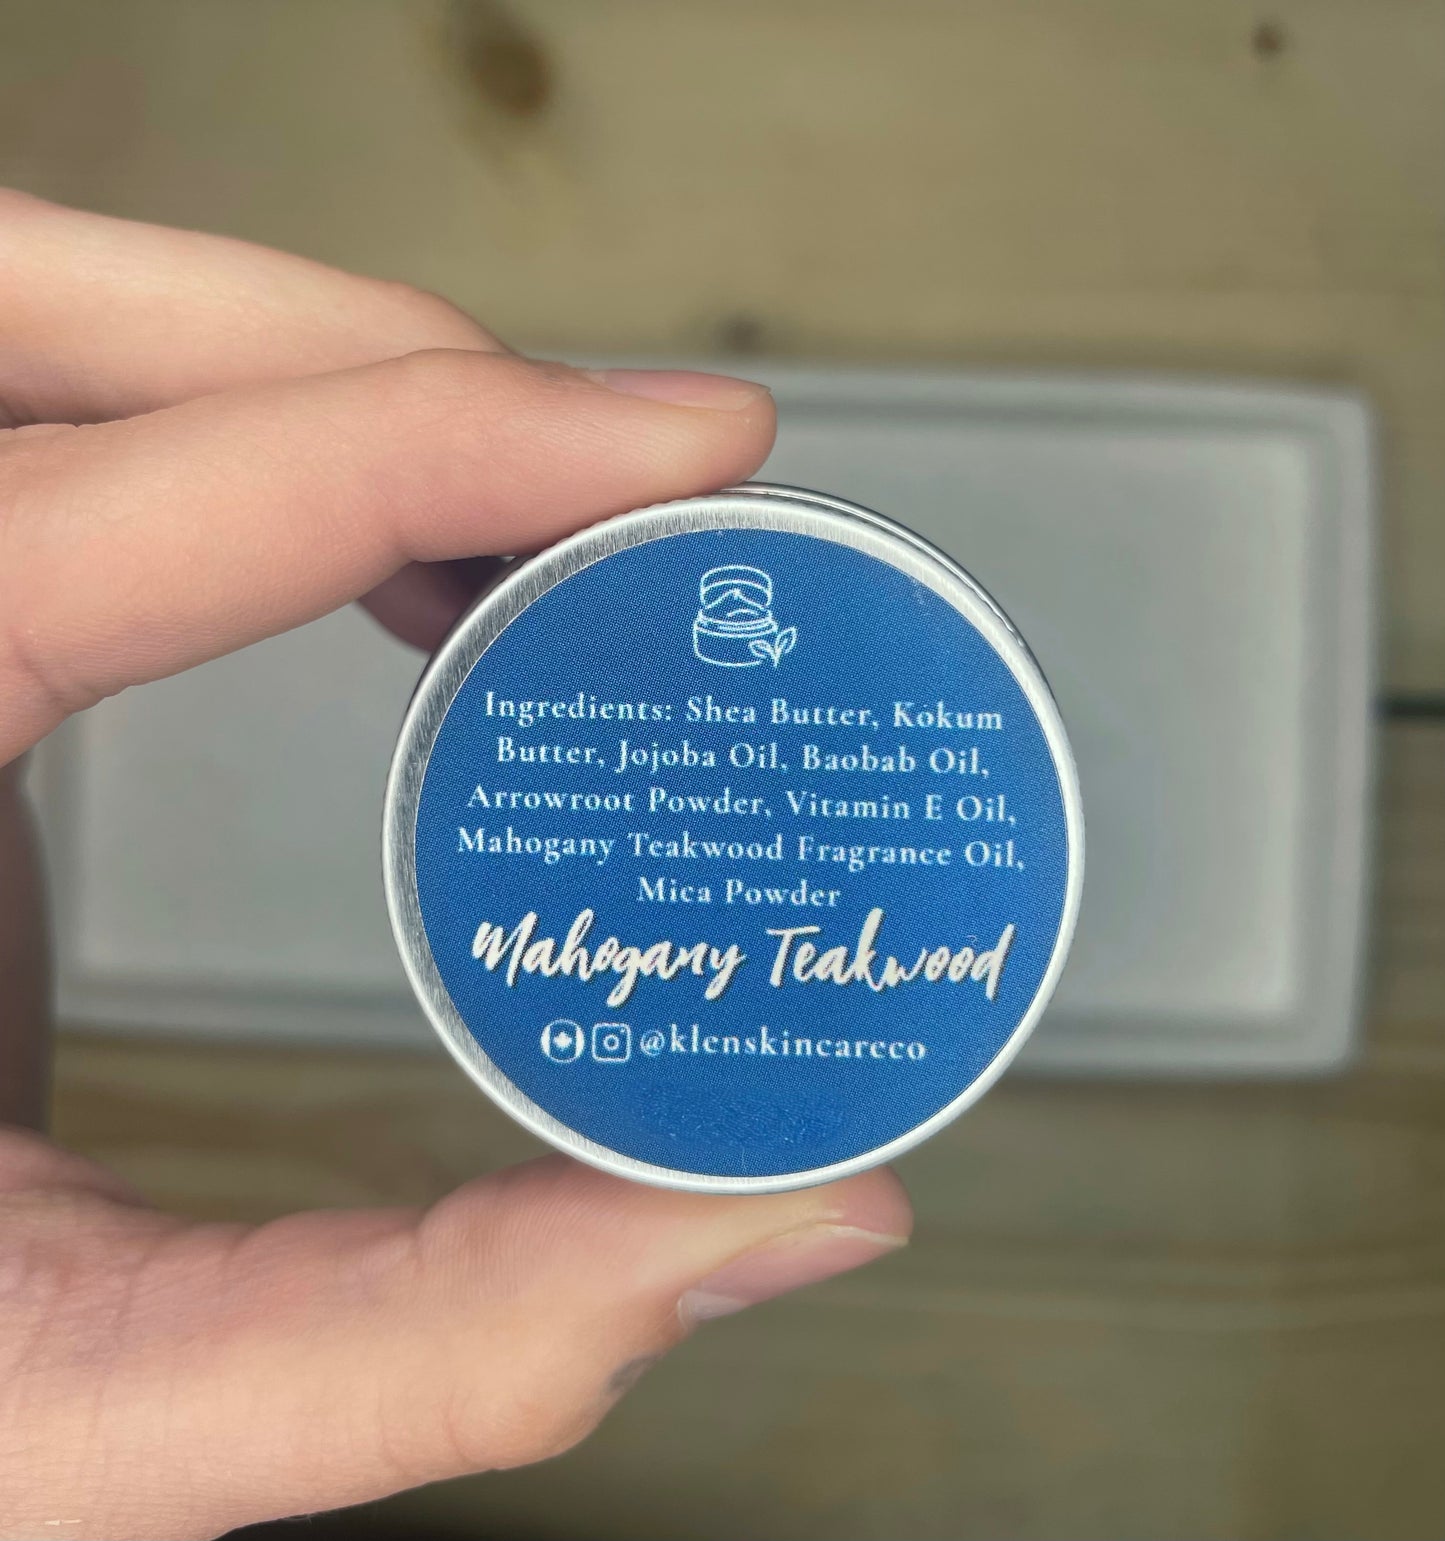 Ingredients: Shea Butter, Kokum
Butter, Jojoba Oil, Baobab Oil,
Arrowroot Powder, Vitamin E Oil,
Mahogany Teakwood Fragrance Oil,
Mica Powder
Mahogany Teakwood
@klenskincareco